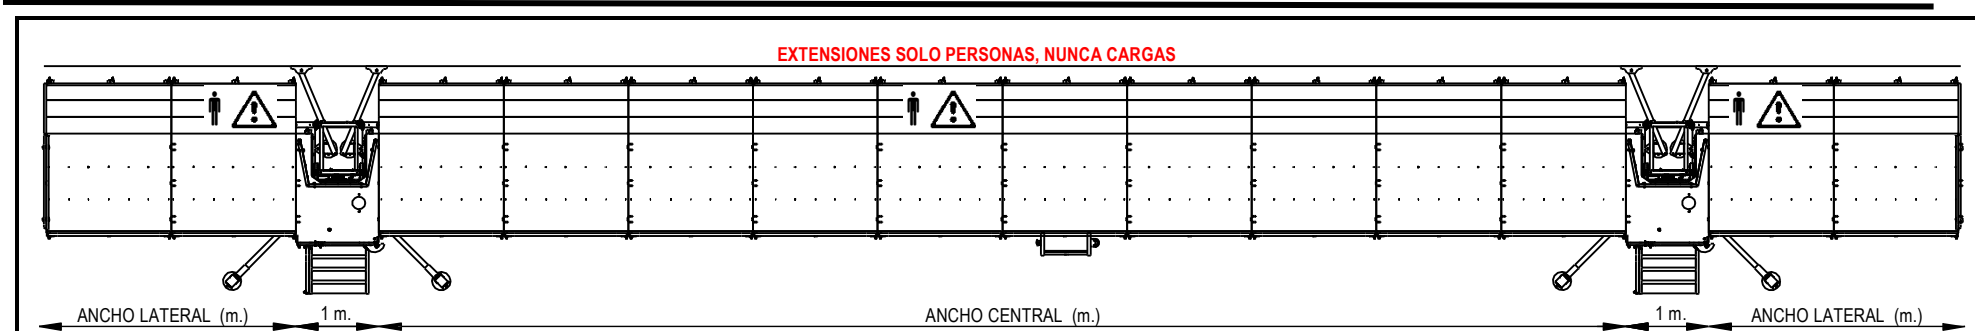 EXTENSIONES SOLO PERSONAS, NUNCA CARGAS
ANCHO LATERAL (m.) 1 m. ANCHO CENTRAL (m.) 1 m. ANCHO LATERAL (m.)